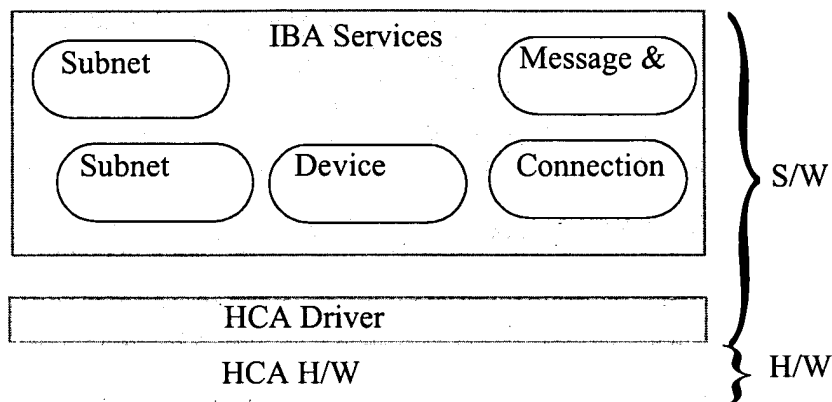 IBA Services
Subnet
Message &
Subnet
Device
Connection
S/W
HCA Driver
HCA H/W
H/W